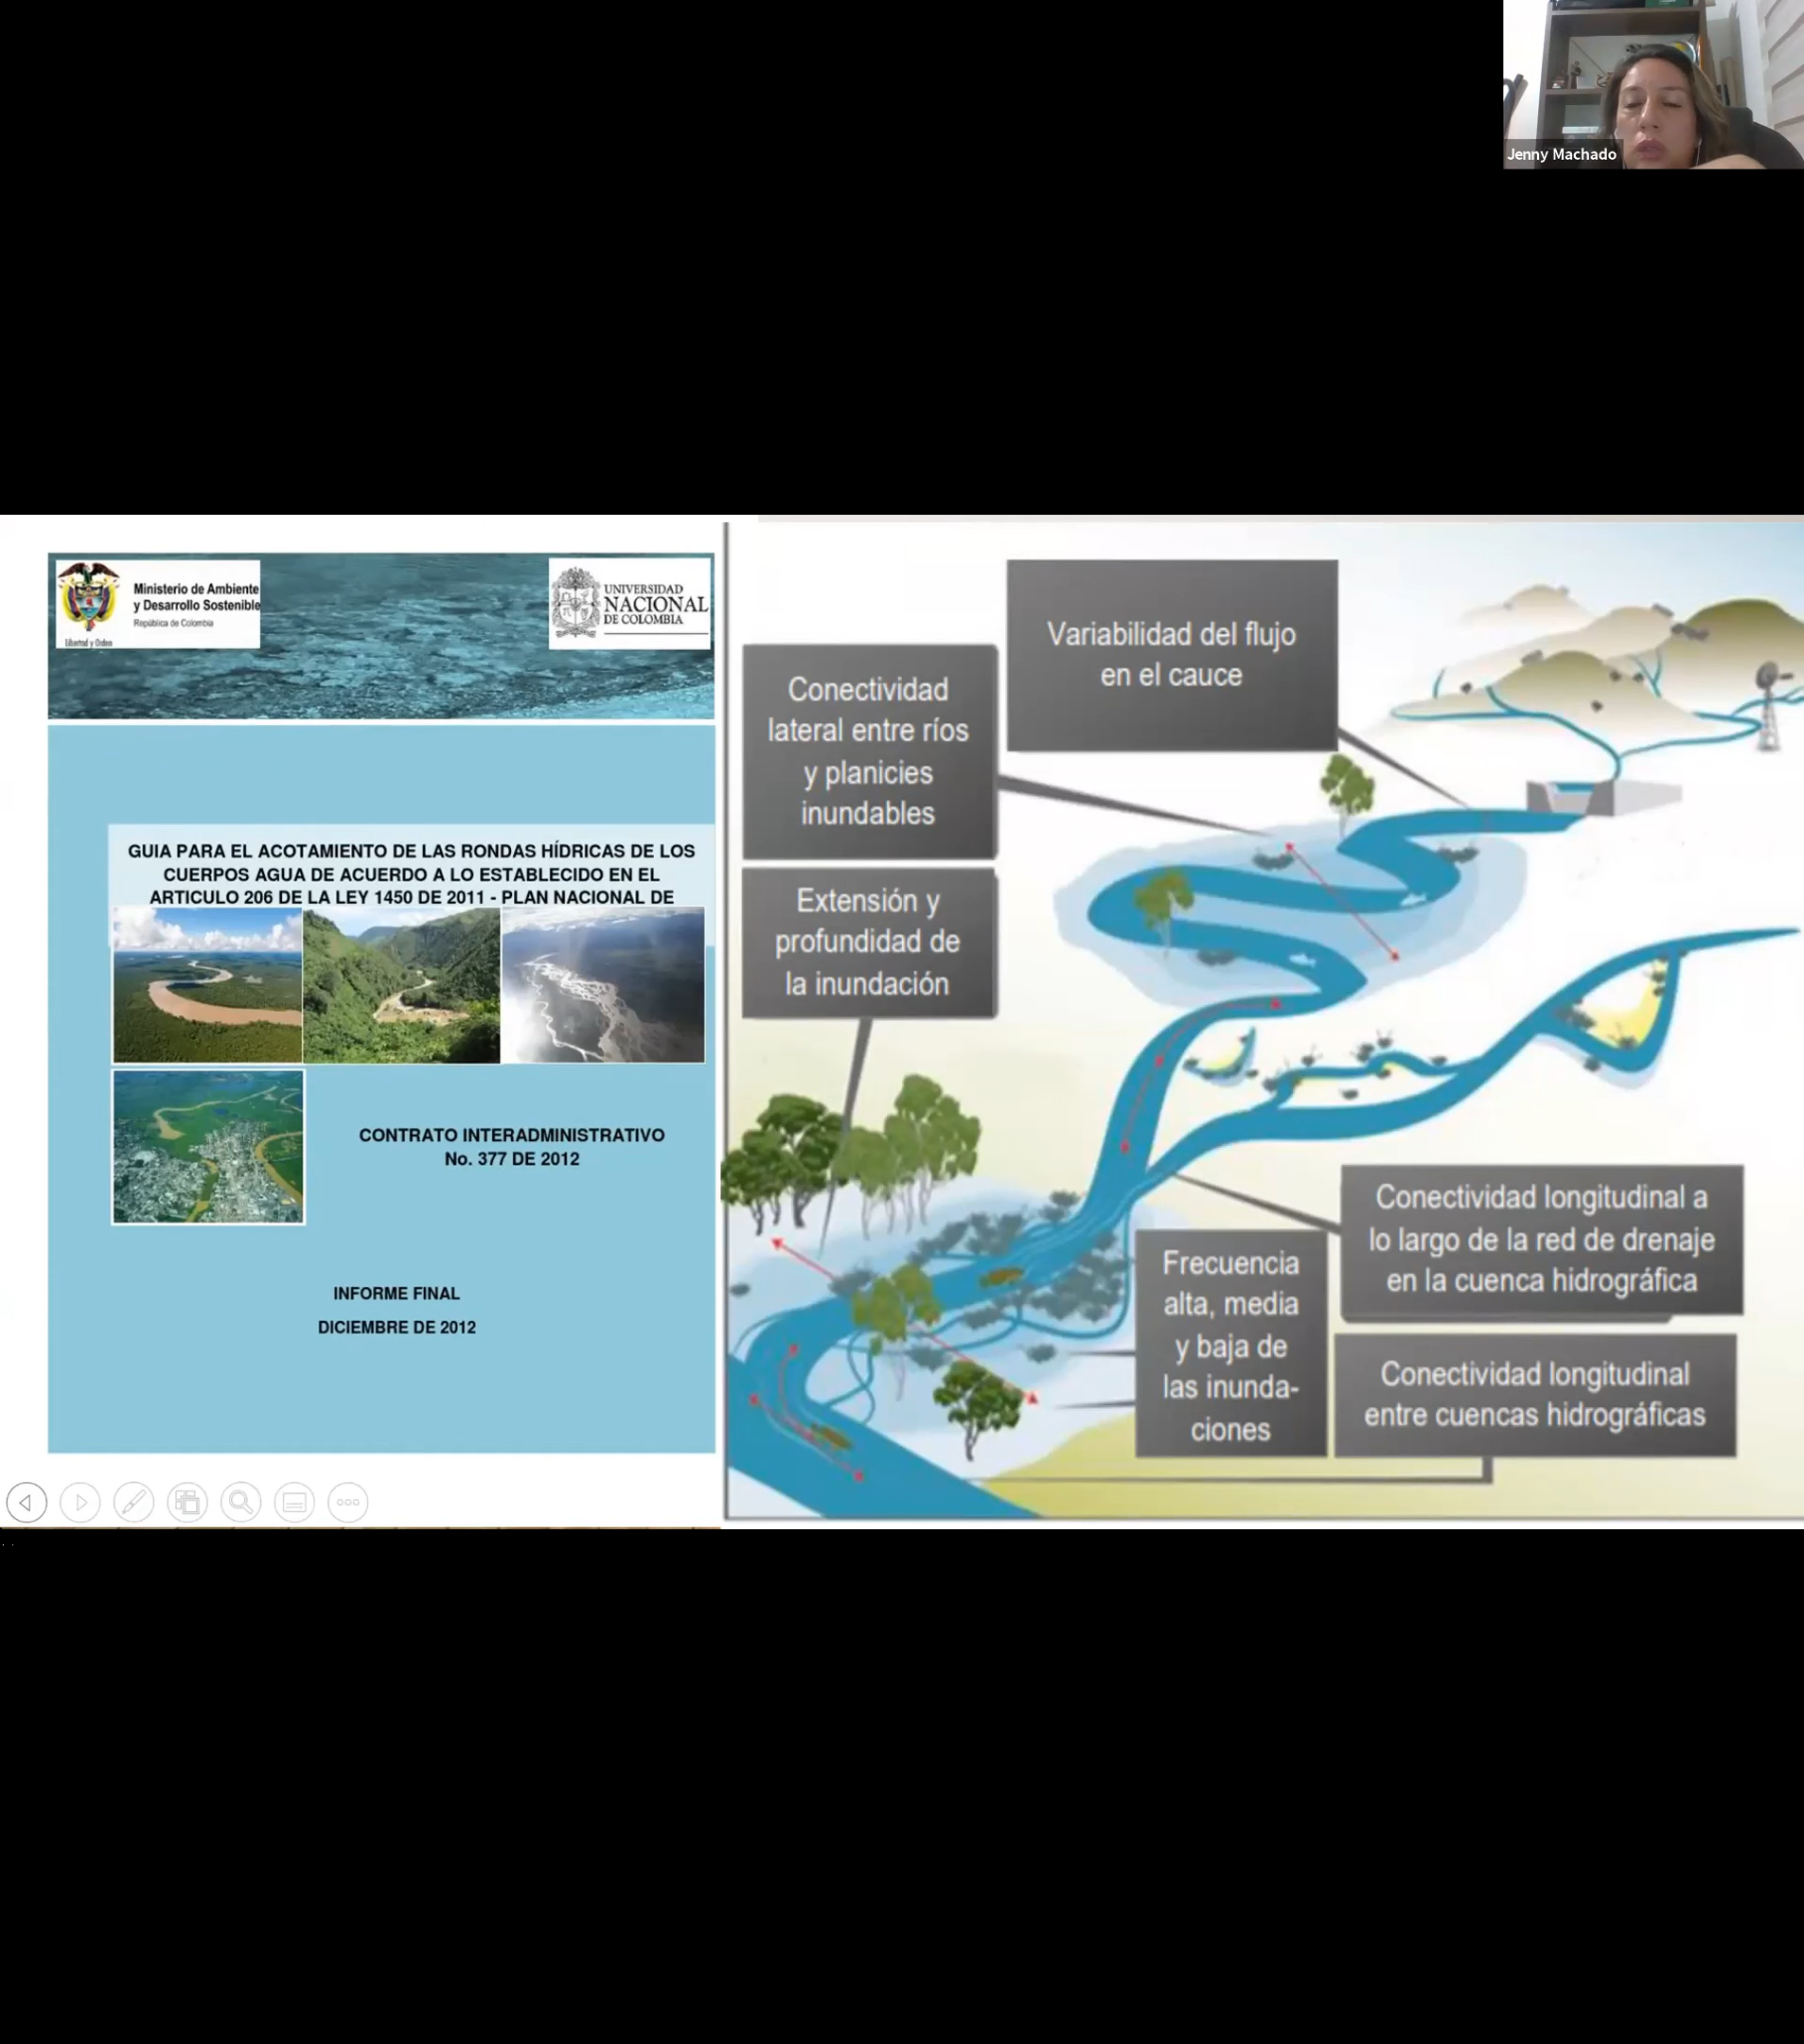 Jenny Machado
Ministerio de Ambiente
y Desarrollo Sostenible
República de Colombia
Libertad y Orden
UNIVERSIDAD
NACIONAL
DE COLOMBIA
GUIA PARA EL ACOTAMIENTO DE LAS RONDAS HÍDRICAS DE LOS
CUERPOS AGUA DE ACUERDO A LO ESTABLECIDO EN EL
ARTICULO 206 DE LA LEY 1450 DE 2011 - PLAN NACIONAL DE
CONTRATO INTERADMINISTRATIVO
No. 377 DE 2012
INFORME FINAL
DICIEMBRE DE 2012
Variabilidad del flujo
en el cauce
Conectividad
lateral entre ríos
y planicies
inundables
Extensión y
profundidad de
la inundación
Conectividad longitudinal a
lo largo de la red de drenaje
en la cuenca hidrográfica
Frecuencia
alta, media
y baja de
las inunda-
ciones
Conectividad longitudinal
entre cuencas hidrográficas